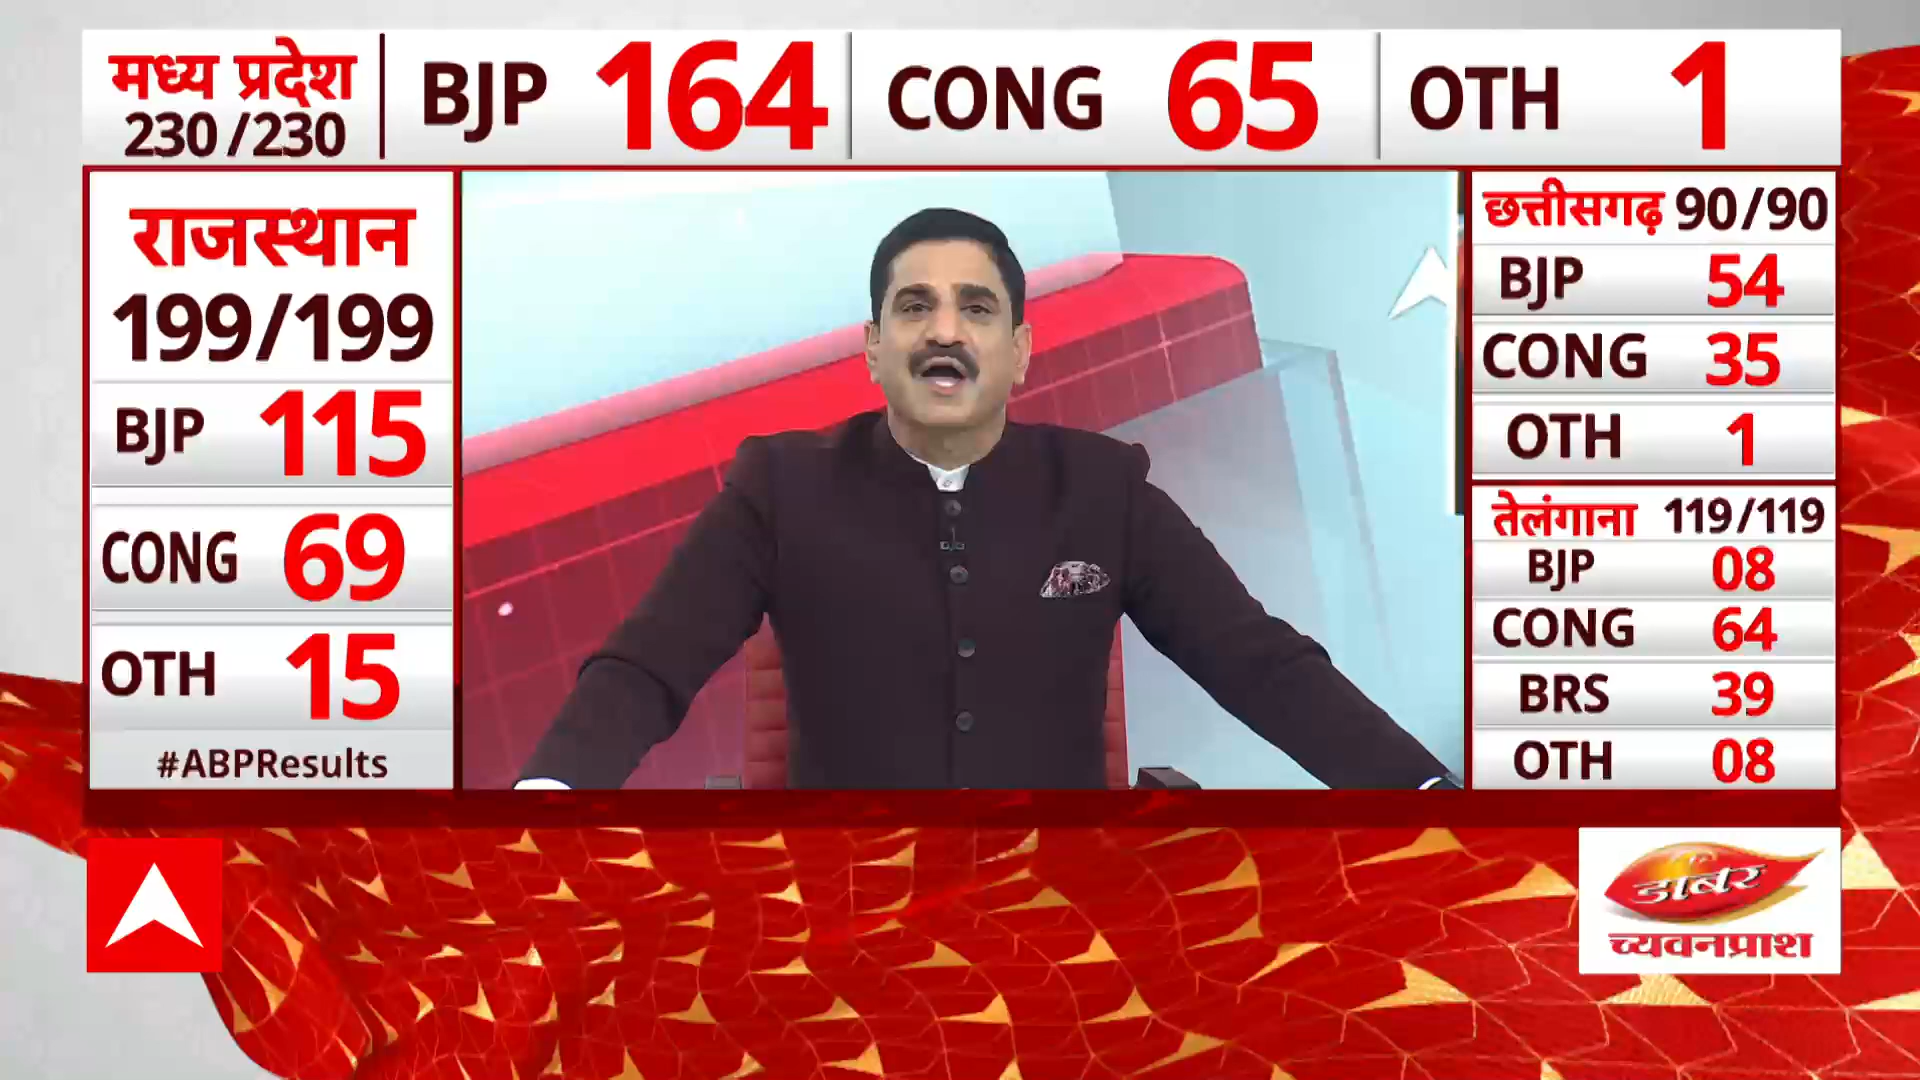 मध्य प्रदेश
230/230
BJP 164
CONG 65
OTH 1
राजस्थान
199/199
BJP 115
CONG 69
OTH 15
#ABPResults
छत्तीसगढ़ 90/90
BJP 54
CONG 35
OTH 1
तेलंगाना 119/119
BJP 08
CONG 64
BRS 39
OTH 08
डाबर
च्यवनप्राश